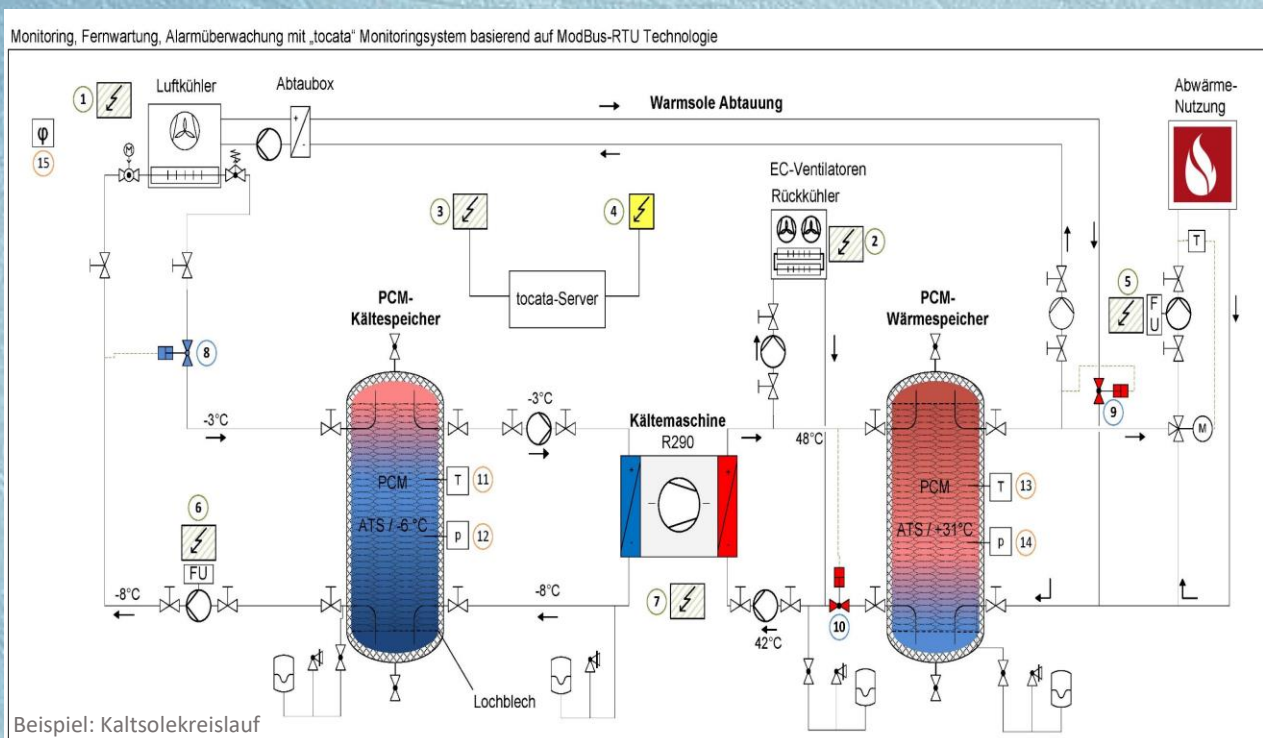 Monitoring, Fernwartung, Alarmüberwachung mit „tocata“ Monitoringsystem basierend auf ModBus-RTU Technologie
1
Luftkühler
Abtaubox
Warmsole Abtauung
Abwärme-
Nutzung
φ
15
M
+
-
EC-Ventilatoren
Rückkühler
3
4
2
T
tocata-Server
5
F
U
PCM-
Kältespeicher
PCM-
Wärmespeicher
8
9
-3°C
-3°C
Kältemaschine
R290
48°C
M
PCM
T
11
+
-
+
-
PCM
T
13
ATS / -6 °C
p
12
ATS / +31°C
p
14
6
FU
-8°C
-8°C
7
42°C
10
Lochblech
Beispiel: Kaltsolekreislauf